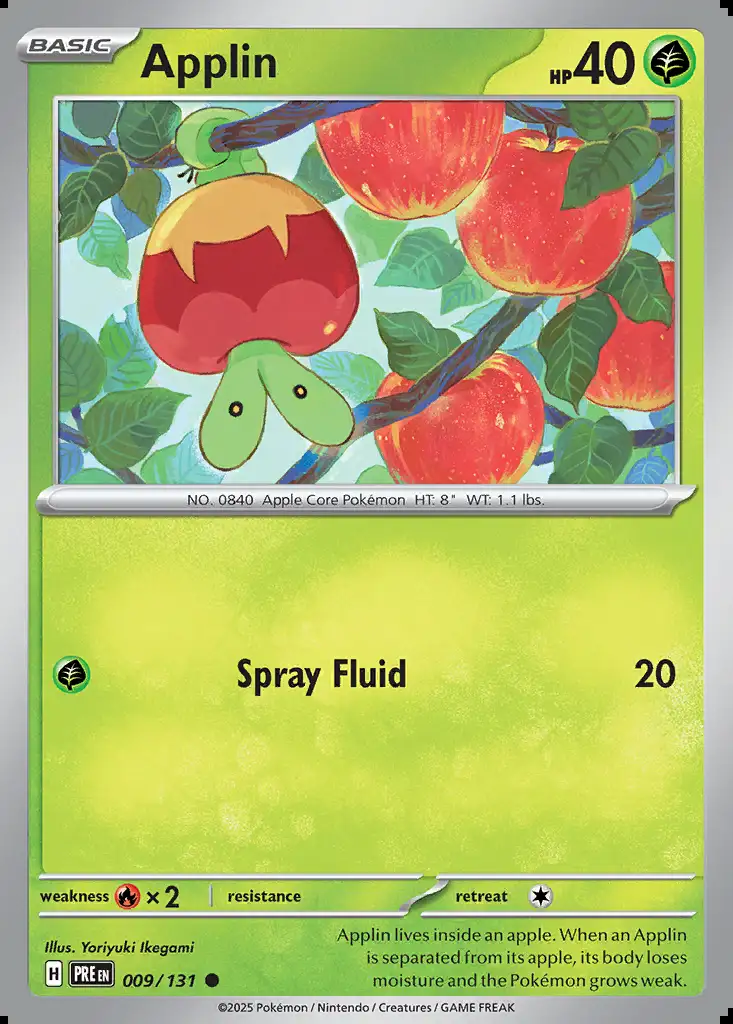 BASIC
Applin
HP40
NO. 0840 Apple Core Pokémon HT: 8" WT: 1.1 lbs.
Spray Fluid 20
weakness ×2 resistance retreat
Illus. Yoriyuki Ikegami
Applin lives inside an apple. When an Applin
is separated from its apple, its body loses
moisture and the Pokémon grows weak.
H PRE EN 009/131
©2025 Pokémon / Nintendo / Creatures / GAME FREAK